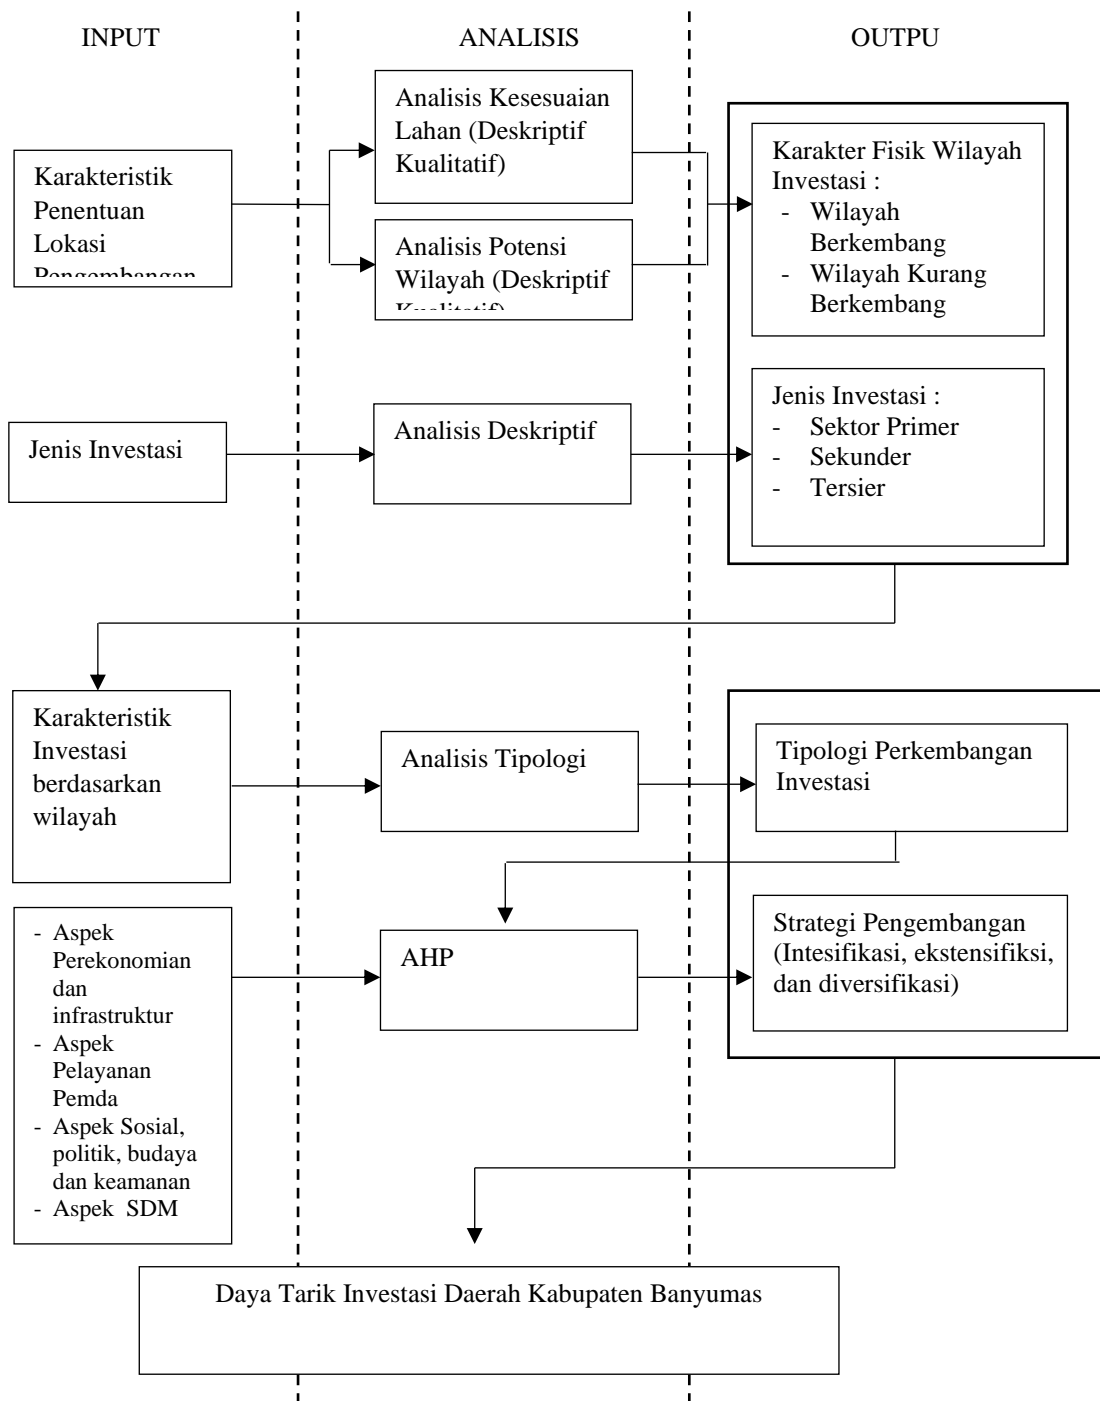 INPUT
ANALISIS
OUTPU
Karakteristik
Penentuan
Lokasi
Pengembangan
Analisis Kesesuaian
Lahan (Deskriptif
Kualitatif)
Analisis Potensi
Wilayah (Deskriptif
Kualitatif)
Karakter Fisik Wilayah
Investasi :
- Wilayah
Berkembang
- Wilayah Kurang
Berkembang
Jenis Investasi
Analisis Deskriptif
Jenis Investasi :
- Sektor Primer
- Sekunder
- Tersier
Karakteristik
Investasi
berdasarkan
wilayah
Analisis Tipologi
Tipologi Perkembangan
Investasi
- Aspek
Perekonomian
dan
infrastruktur
- Aspek
Pelayanan
Pemda
- Aspek Sosial,
politik, budaya
dan keamanan
- Aspek SDM
AHP
Strategi Pengembangan
(Intesifikasi, ekstensifiksi,
dan diversifikasi)
Daya Tarik Investasi Daerah Kabupaten Banyumas